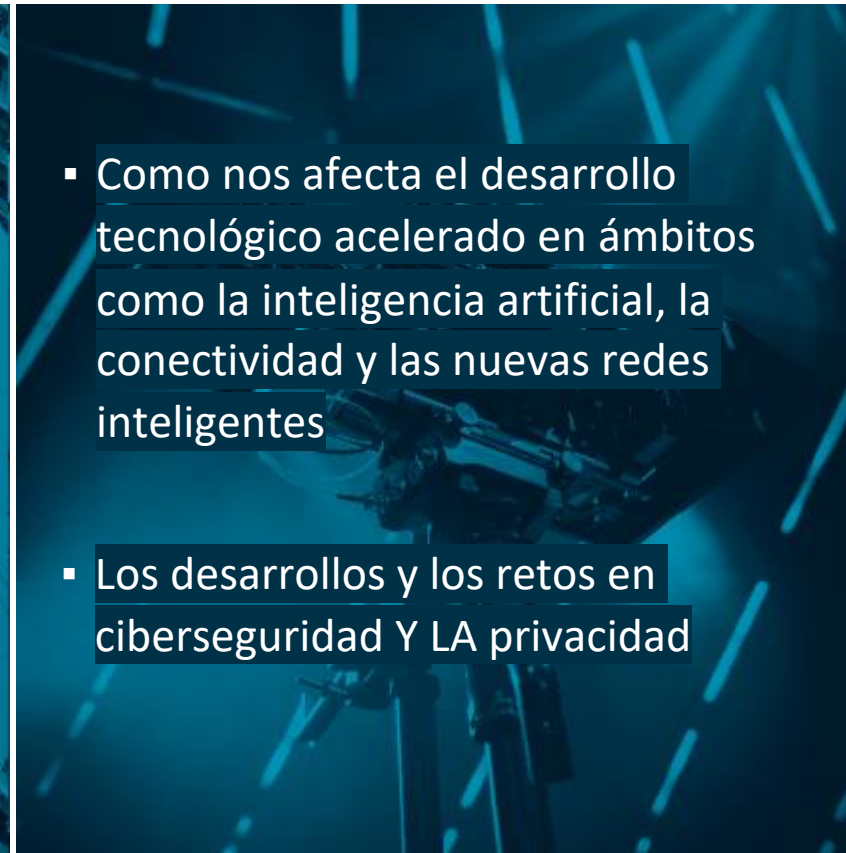 ▪ Como nos afecta el desarrollo
tecnológico acelerado en ámbitos
como la inteligencia artificial, la
conectividad y las nuevas redes
inteligentes
▪ Los desarrollos y los retos en
ciberseguridad Y LA privacidad